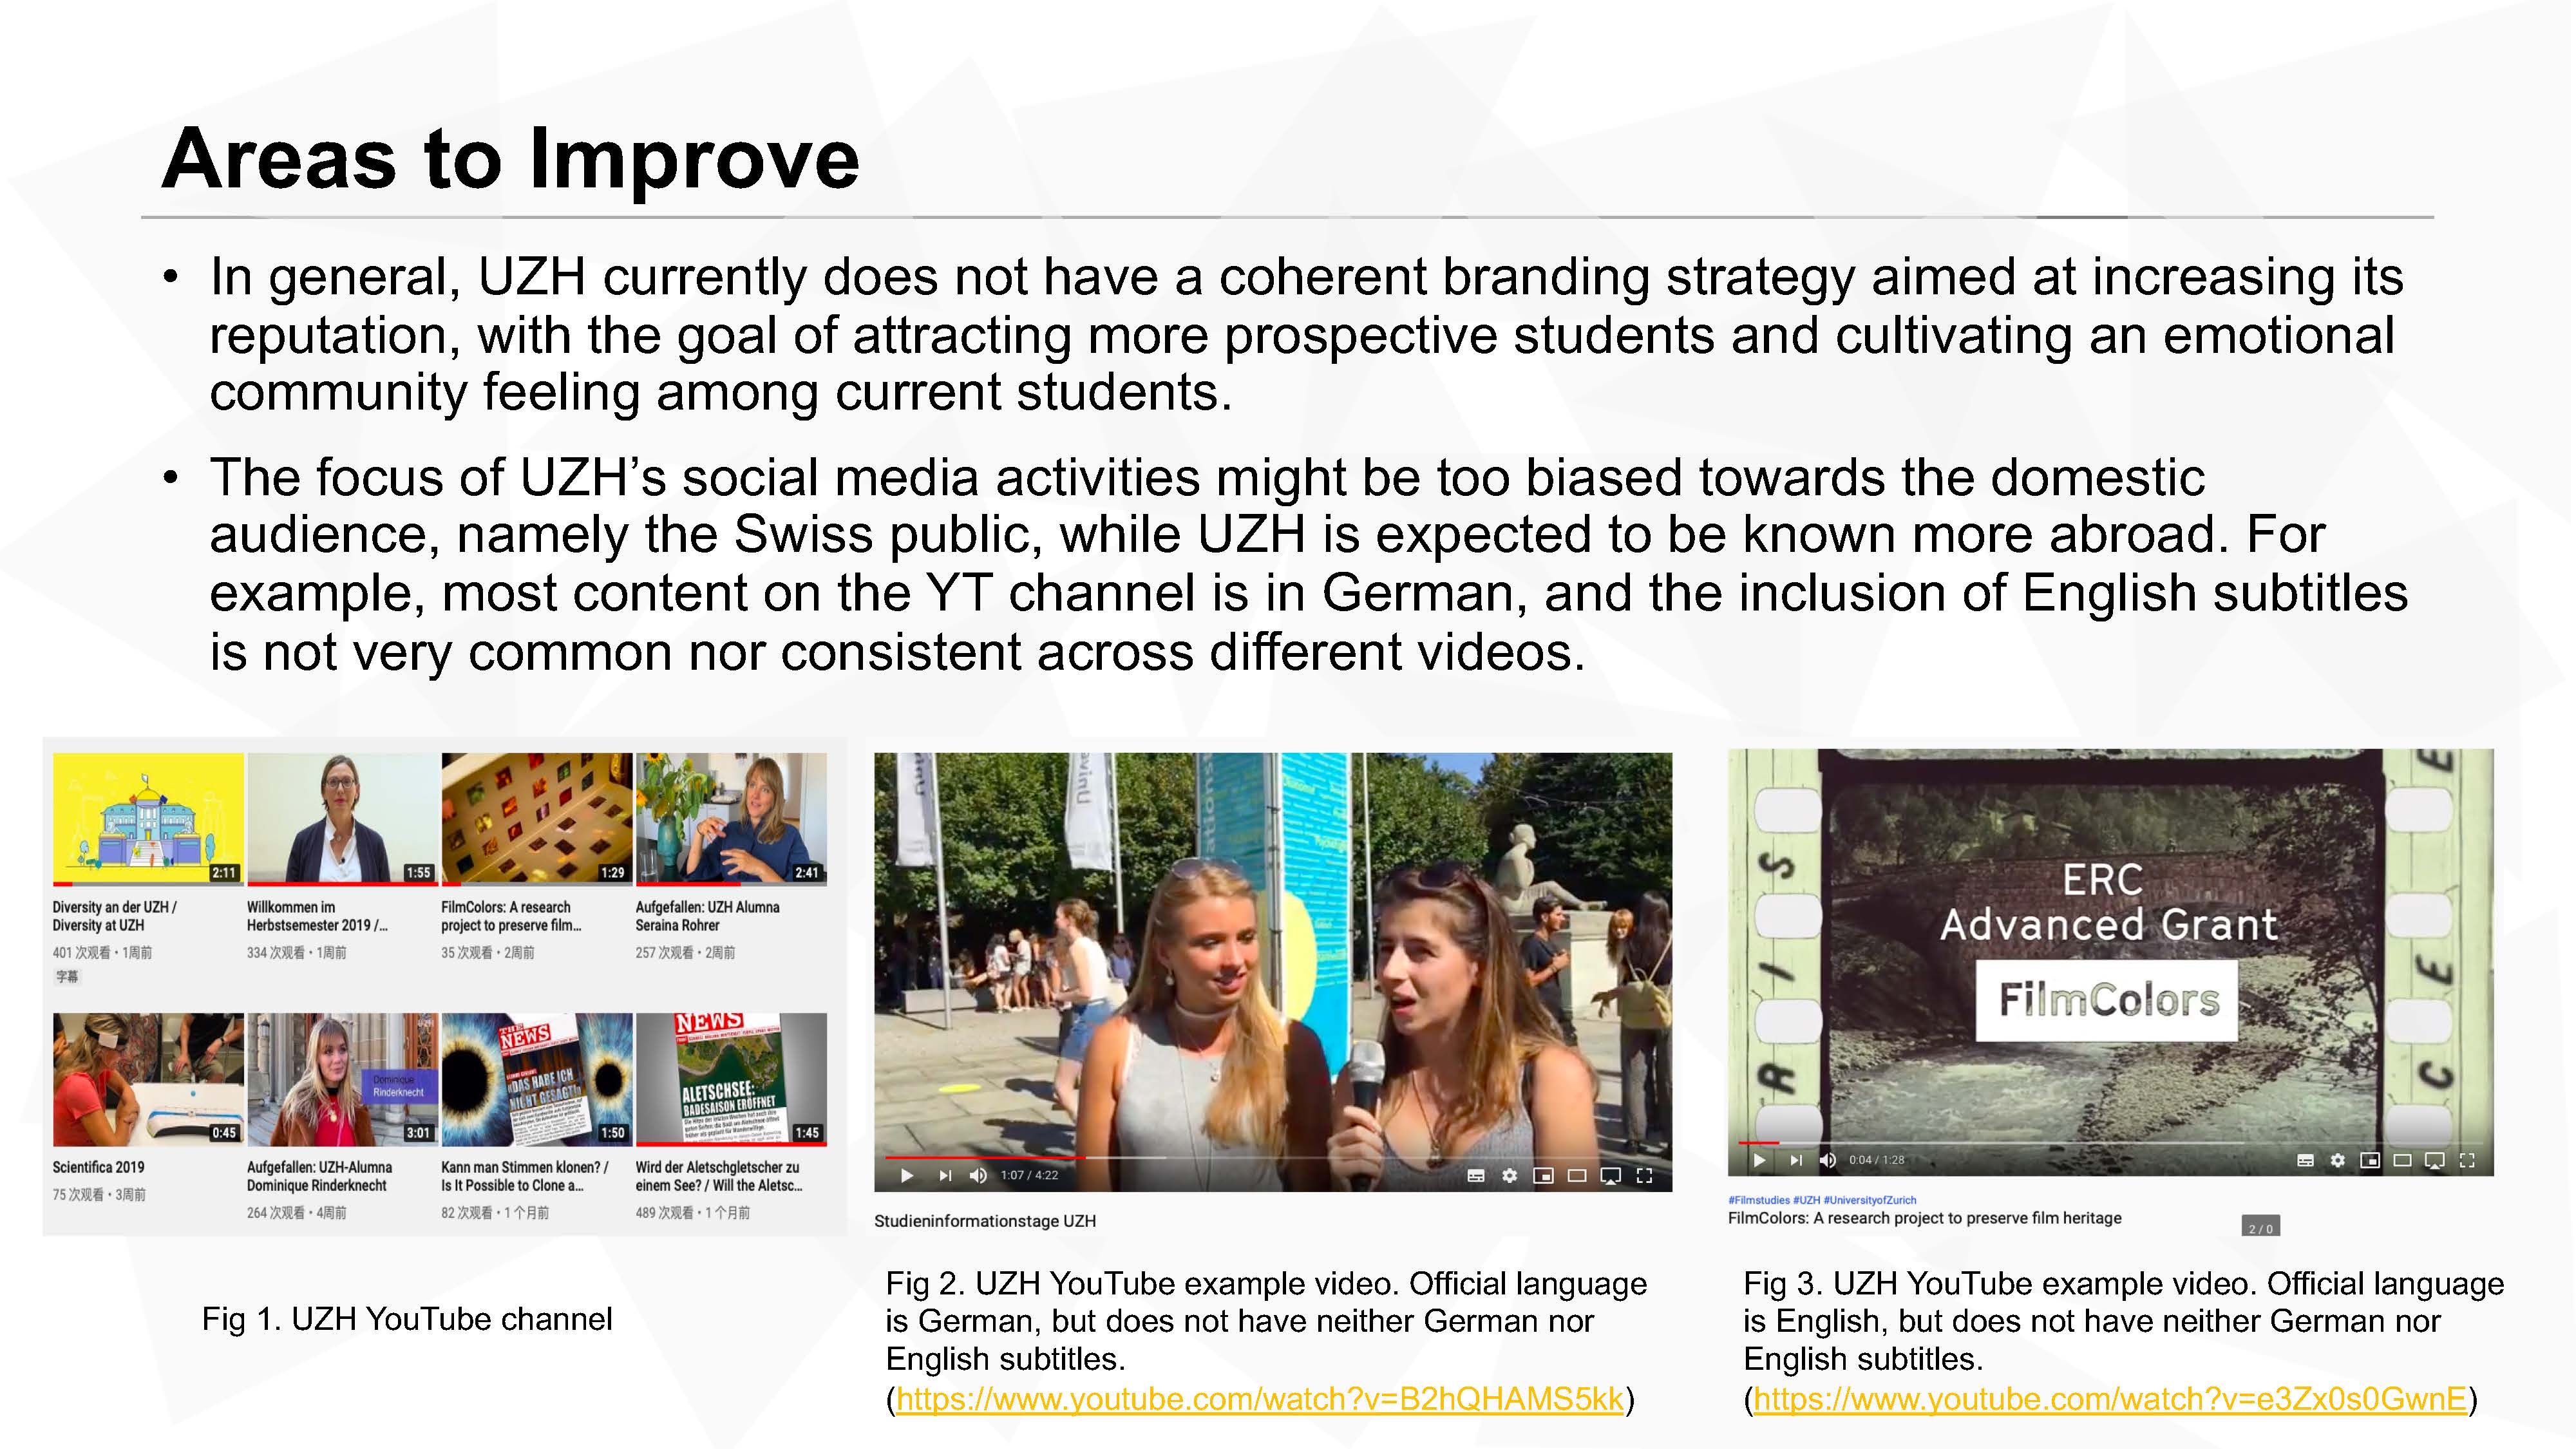 Areas to Improve
• In general, UZH currently does not have a coherent branding strategy aimed at increasing its
reputation, with the goal of attracting more prospective students and cultivating an emotional
community feeling among current students.
• The focus of UZH’s social media activities might be too biased towards the domestic
audience, namely the Swiss public, while UZH is expected to be known more abroad. For
example, most content on the YT channel is in German, and the inclusion of English subtitles
is not very common nor consistent across different videos.
2:11
1:55
1:29
2:41
Diversity an der UZH /
Diversity at UZH
401 次观看・1周前
字幕
Willkommen im
Herbstsemester 2019 /...
334 次观看・1周前
FilmColors: A research
project to preserve film...
35 次观看・2周前
Aufgefallen: UZH Alumna
Seraina Rohrer
257 次观看・2周前
0:45
Dominique
Rinderknecht
3:01
THE
NEWS
„DAS HABE ICH
NICHT GESAGT!“
1:50
NEWS
ALETSCHSEE:
BADESAISON ERÖFFNET
1:45
Scientifica 2019
75 次观看・3周前
Aufgefallen: UZH-Alumna
Dominique Rinderknecht
264 次观看・4周前
Kann man Stimmen klonen? /
Is It Possible to Clone a...
82 次观看・1 个月前
Wird der Aletschgletscher zu
einem See? / Will the Aletsc...
489 次观看・1 个月前
Fig 1. UZH YouTube channel
1:07 / 4:22
Studieninformationstage UZH
Fig 2. UZH YouTube example video. Official language
is German, but does not have neither German nor
English subtitles.
(https://www.youtube.com/watch?v=B2hQHAMS5kk)
ERC
Advanced Grant
FilmColors
0:04 / 1:28
#Filmstudies #UZH #UniversityofZurich
FilmColors: A research project to preserve film heritage
2 / 0
Fig 3. UZH YouTube example video. Official language
is English, but does not have neither German nor
English subtitles.
(https://www.youtube.com/watch?v=e3Zx0s0GwnE)